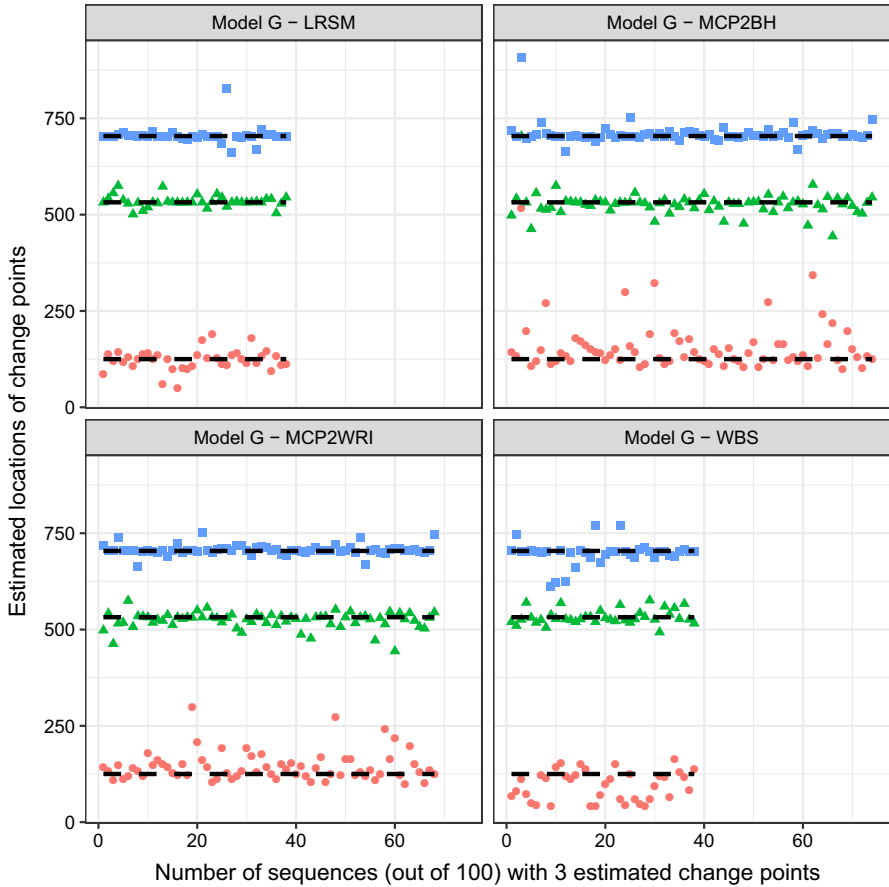 Model G − LRSM
Model G − MCP2BH
750
500
250
0
Model G − MCP2WRI
Model G − WBS
750
500
250
0
0
20
40
60
0
20
40
60
Estimated locations of change points
Number of sequences (out of 100) with 3 estimated change points